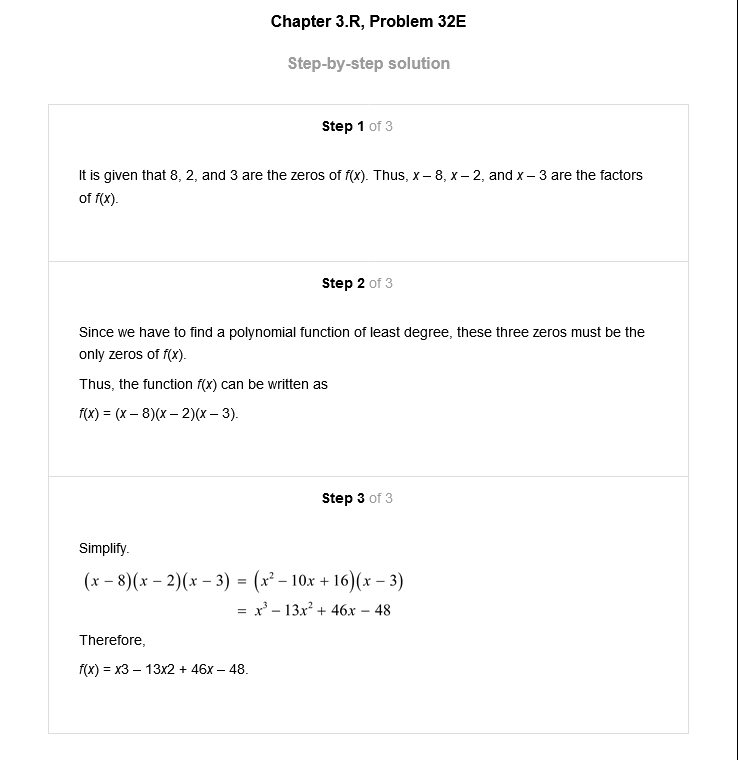 Chapter 3.R, Problem 32E
Step-by-step solution
Step 1 of 3
It is given that 8, 2, and 3 are the zeros of f(x). Thus, x – 8, x – 2, and x – 3 are the factors
of f(x).
Step 2 of 3
Since we have to find a polynomial function of least degree, these three zeros must be the
only zeros of f(x).
Thus, the function f(x) can be written as
f(x) = (x – 8)(x – 2)(x – 3).
Step 3 of 3
Simplify.
(x – 8)(x – 2)(x – 3) = (x² – 10x + 16)(x – 3)
= x³ – 13x² + 46x – 48
Therefore,
f(x) = x3 – 13x2 + 46x – 48.